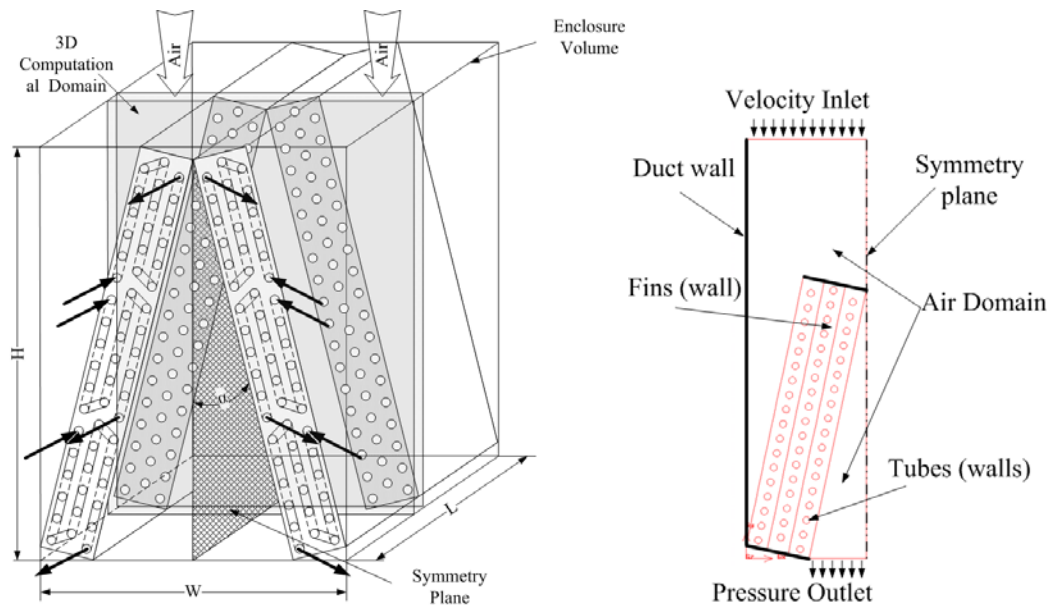 3D
Computation
al Domain
Air
Air
Enclosure
Volume
H
α
L
W
Symmetry
Plane
Velocity Inlet
Duct wall
Symmetry
plane
Fins (wall)
Air Domain
Tubes (walls)
Pressure Outlet